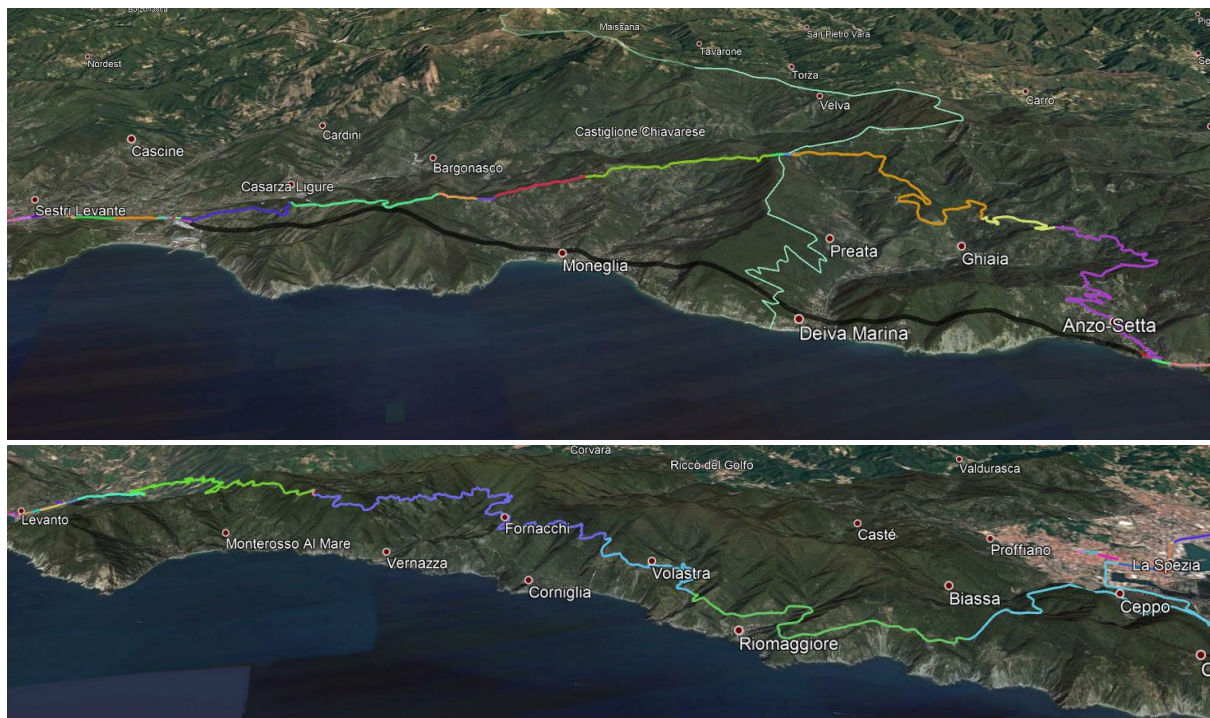 Maissana
San Pietro Vara
Nordest
Tavarone
Torza
Velva
Carro
Cardini
Castiglione Chiavarese
Cascine
Bargonasco
Casarza Ligure
Sestri Levante
Preata
Ghiaia
Moneglia
Anzo-Setta
Deiva Marina
Corvara
Riccò del Golfo
Valdurasca
Levanto
Fornacchi
Casté
Monterosso Al Mare
Proffiano
Vernazza
Volastra
La Spezia
Corniglia
Biassa
Ceppo
Riomaggiore